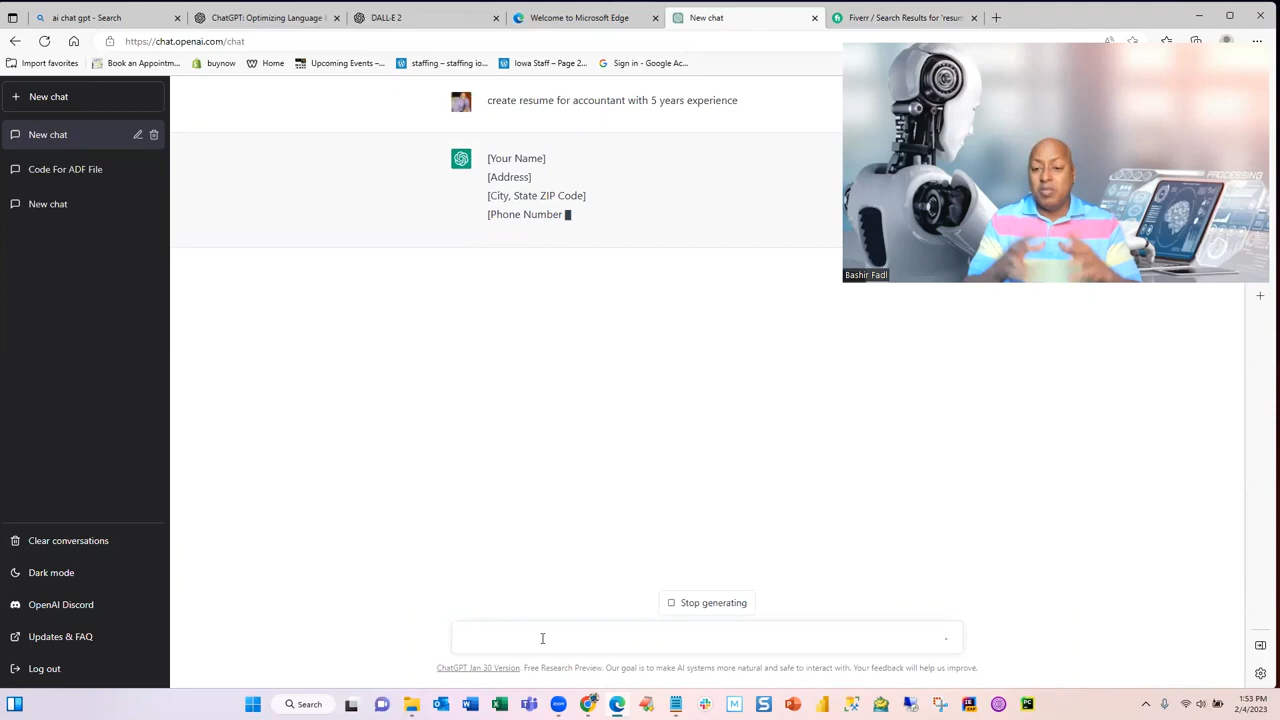 ai chat gpt - Search
ChatGPT: Optimizing Language
DALL·E 2
Welcome to Microsoft Edge
New chat
Fiverr / Search Results for 'resum
https://chat.openai.com/chat
Import favorites
Book an Appointm...
buynow
Home
Upcoming Events –...
staffing – staffing io...
Iowa Staff – Page 2...
Sign in - Google Ac...
New chat
New chat
Code For ADF File
New chat
create resume for accountant with 5 years experience
[Your Name]
[Address]
[City, State ZIP Code]
[Phone Number
PROCESSING
Bashir Fadl
Clear conversations
Dark mode
OpenAI Discord
Updates & FAQ
Log out
Stop generating
ChatGPT Jan 30 Version. Free Research Preview. Our goal is to make AI systems more natural and safe to interact with. Your feedback will help us improve.
Search
1:53 PM
2/4/2023